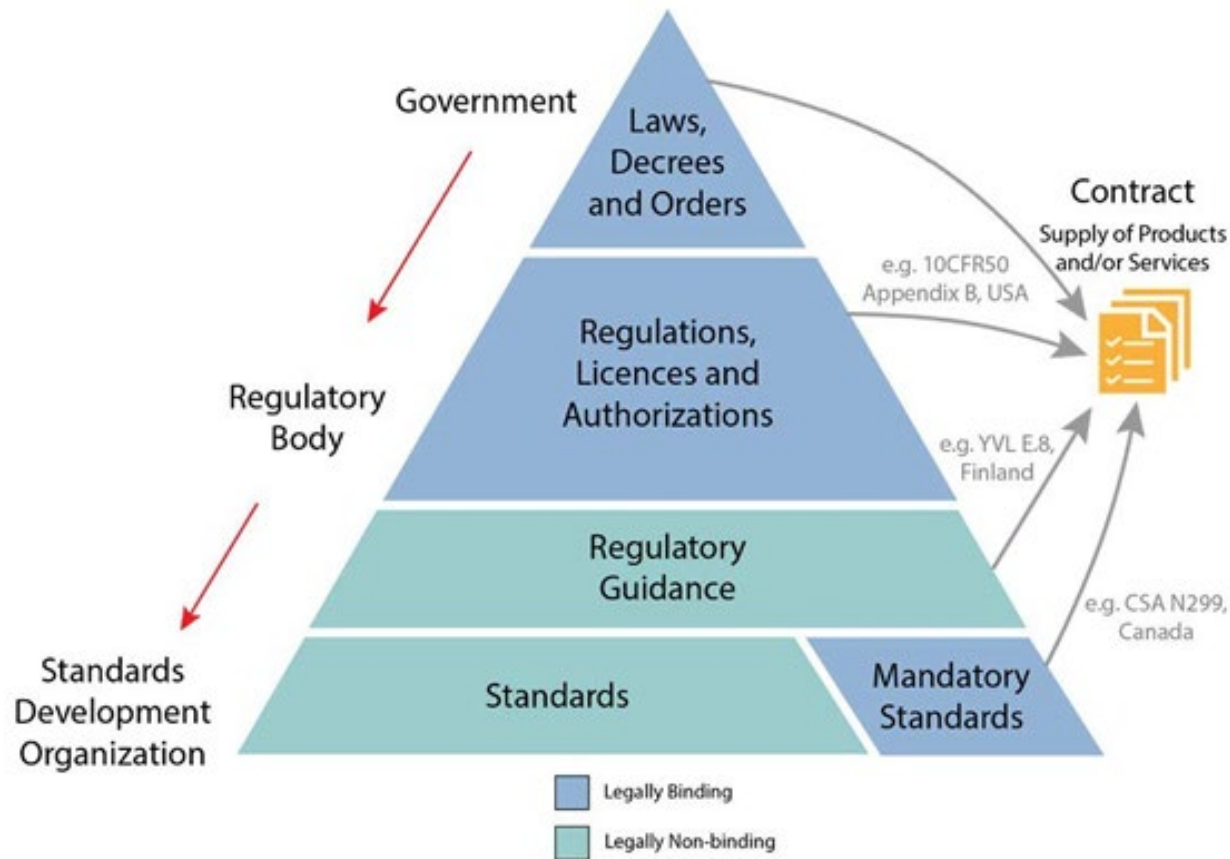 Government
Laws,
Decrees
and Orders
Contract
Supply of Products
and/or Services
e.g. 10CFR50
Appendix B, USA
Regulations,
Licences and
Authorizations
Regulatory
Body
e.g. YVL E.8,
Finland
Regulatory
Guidance
e.g. CSA N299,
Canada
Standards
Development
Organization
Standards
Mandatory
Standards
Legally Binding
Legally Non-binding